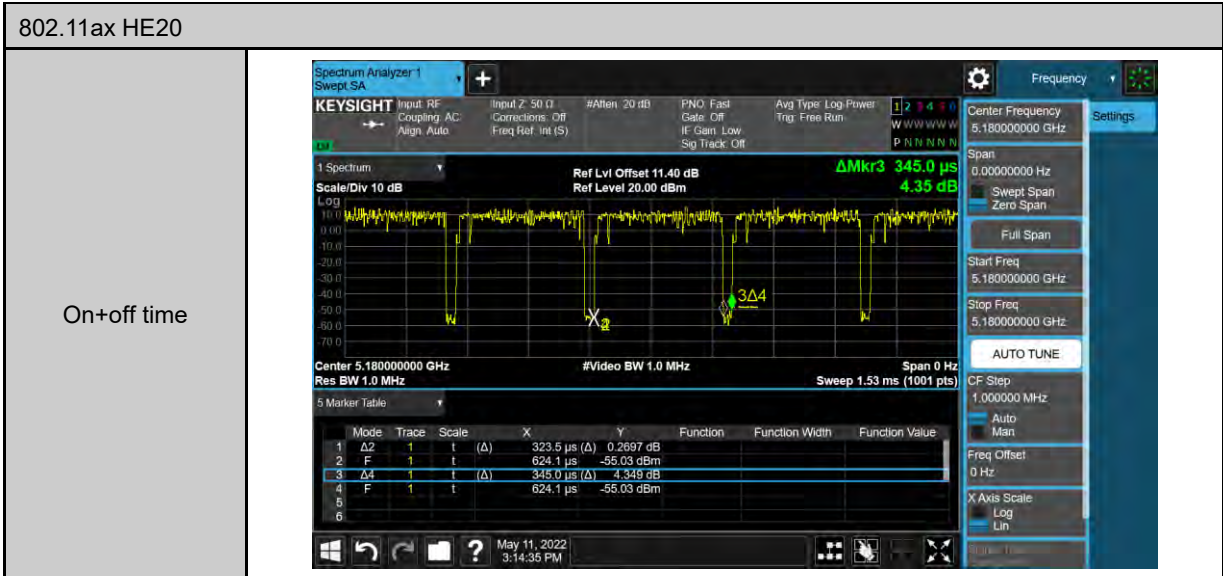 802.11ax HE20
On+off time
Spectrum Analyzer 1
Swept SA
+
Frequency
KEYSIGHT Input: RF Input Z: 50 Ω #Atten: 20 dB PNO: Fast Avg Type: Log-Power 1 2 3 4 5 6
Coupling: AC Corrections: Off Gate: Off Trig: Free Run W W W W W W
Align: Auto Freq Ref: Int (S) IF Gain: Low P N N N N N
Sig Track: Off
1 Spectrum
Ref Lvl Offset 11.40 dB
ΔMkr3 345.0 µs
Scale/Div 10 dB Ref Level 20.00 dBm 4.35 dB
Log
10.0
0.00
-10.0
-20.0
-30.0
-40.0
-50.0
-60.0
-70.0
3Δ4
Center 5.180000000 GHz #Video BW 1.0 MHz Span 0 Hz
Res BW 1.0 MHz Sweep 1.53 ms (1001 pts)
5 Marker Table
Mode Trace Scale X Y Function Function Width Function Value
1 Δ2 1 t (Δ) 323.5 µs (Δ) 0.2697 dB
2 F 1 t 624.1 µs -55.03 dBm
3 Δ4 1 t (Δ) 345.0 µs (Δ) 4.349 dB
4 F 1 t 624.1 µs -55.03 dBm
5
6
Center Frequency
5.180000000 GHz
Settings
Span
0.00000000 Hz
Swept Span
Zero Span
Full Span
Start Freq
5.180000000 GHz
Stop Freq
5.180000000 GHz
AUTO TUNE
CF Step
1.000000 MHz
Auto
Man
Freq Offset
0 Hz
X Axis Scale
Log
Lin
?
May 11, 2022
3:14:35 PM